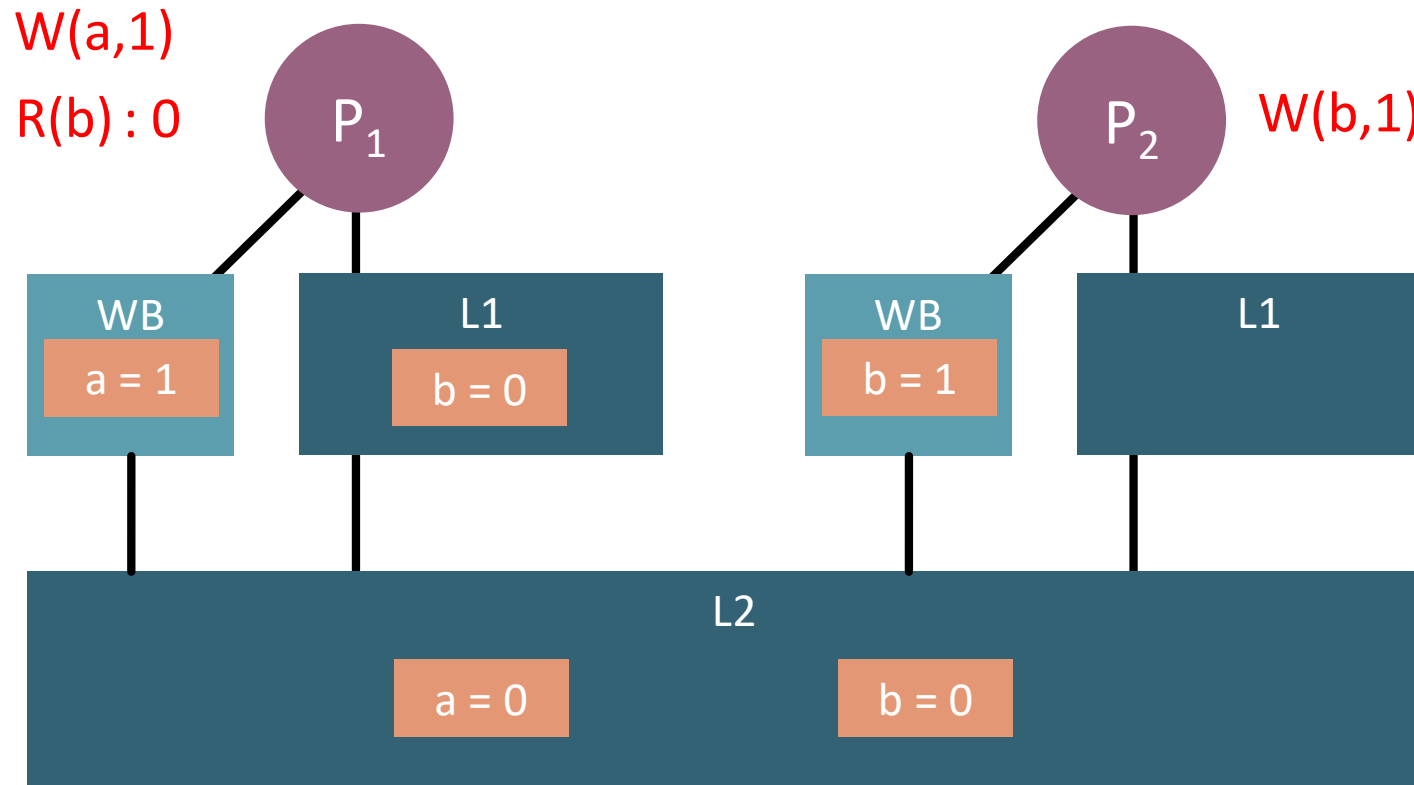 W(a,1)
R(b) : 0
P₁
P₂
W(b,1)
WB
a = 1
L1
b = 0
WB
b = 1
L1
L2
a = 0
b = 0